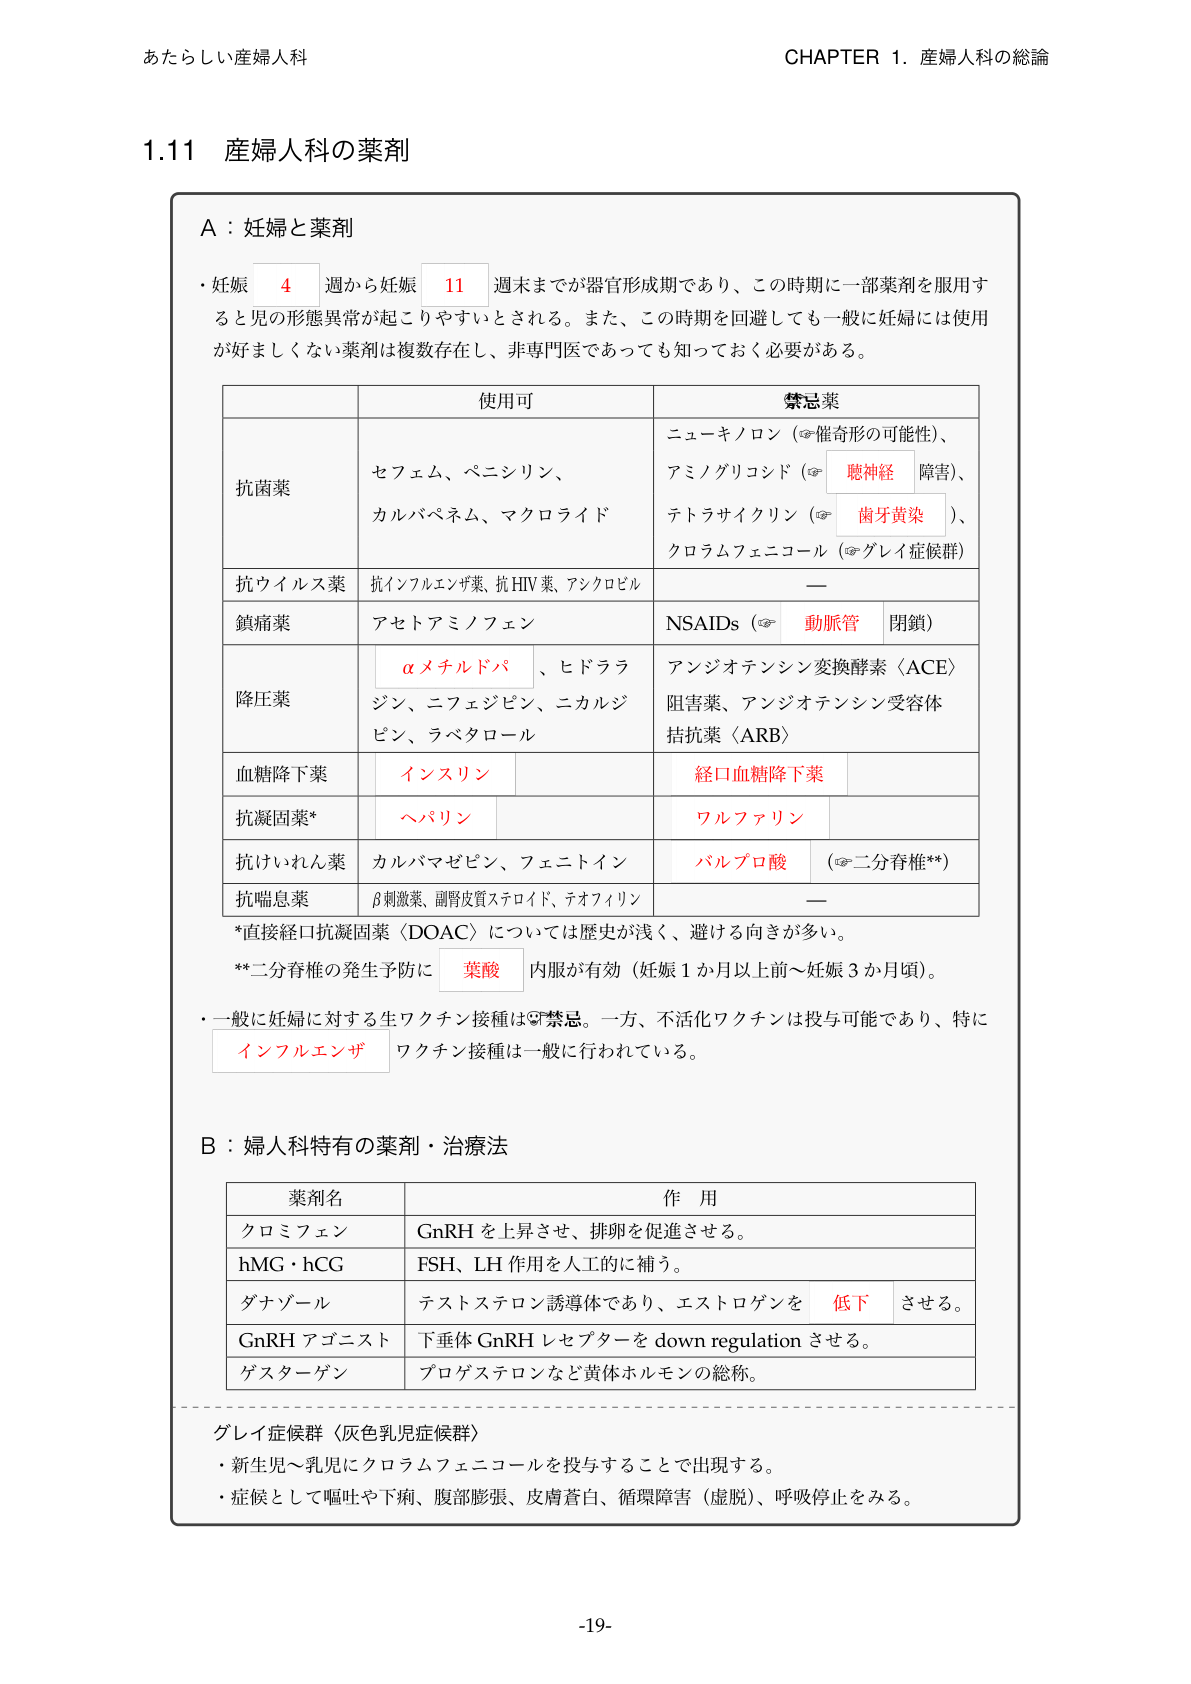 あたらしい産婦人科
CHAPTER 1. 産婦人科の総論
1.11 産婦人科の薬剤
A：妊婦と薬剤
・妊娠 4 週から妊娠 11 週末までが器官形成期であり、この時期に一部薬剤を服用す
ると児の形態異常が起こりやすいとされる。また、この時期を回避しても一般に妊婦には使用
が好ましくない薬剤は複数存在し、非専門医であっても知っておく必要がある。
使用可 禁忌薬
抗菌薬
セフェム、ペニシリン、
カルバペネム、マクロライド
ニューキノロン（☞催奇形の可能性）、
アミノグリコシド（☞ 聴神経 障害）、
テトラサイクリン（☞ 歯牙黄染 ）、
クロラムフェニコール（☞グレイ症候群）
抗ウイルス薬 抗インフルエンザ薬、抗HIV薬、アシクロビル —
鎮痛薬 アセトアミノフェン NSAIDs（☞ 動脈管 閉鎖）
降圧薬
αメチルドパ 、ヒドララ
ジン、ニフェジピン、ニカルジ
ピン、ラベタロール
アンジオテンシン変換酵素〈ACE〉
阻害薬、アンジオテンシン受容体
拮抗薬〈ARB〉
血糖降下薬 インスリン 経口血糖降下薬
抗凝固薬* ヘパリン ワルファリン
抗けいれん薬 カルバマゼピン、フェニトイン バルプロ酸 （☞二分脊椎**）
抗喘息薬 β刺激薬、副腎皮質ステロイド、テオフィリン —
*直接経口抗凝固薬〈DOAC〉については歴史が浅く、避ける向きが多い。
**二分脊椎の発生予防に 葉酸 内服が有効（妊娠1か月以上前〜妊娠3か月頃）。
・一般に妊婦に対する生ワクチン接種は禁忌。一方、不活化ワクチンは投与可能であり、特に
インフルエンザ ワクチン接種は一般に行われている。
B：婦人科特有の薬剤・治療法
薬剤名 作　用
クロミフェン GnRHを上昇させ、排卵を促進させる。
hMG・hCG FSH、LH作用を人工的に補う。
ダナゾール テストステロン誘導体であり、エストロゲンを 低下 させる。
GnRHアゴニスト 下垂体GnRHレセプターをdown regulationさせる。
ゲスターゲン プロゲステロンなど黄体ホルモンの総称。
グレイ症候群〈灰色乳児症候群〉
・新生児〜乳児にクロラムフェニコールを投与することで出現する。
・症候として嘔吐や下痢、腹部膨張、皮膚蒼白、循環障害（虚脱）、呼吸停止をみる。
-19-